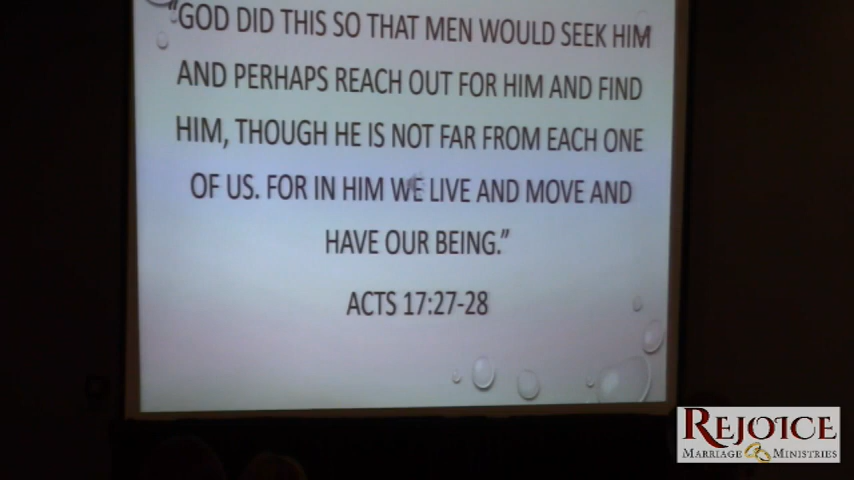 “GOD DID THIS SO THAT MEN WOULD SEEK HIM
AND PERHAPS REACH OUT FOR HIM AND FIND
HIM, THOUGH HE IS NOT FAR FROM EACH ONE
OF US. FOR IN HIM WE LIVE AND MOVE AND
HAVE OUR BEING.”
ACTS 17:27-28
REJOICE
MARRIAGE MINISTRIES